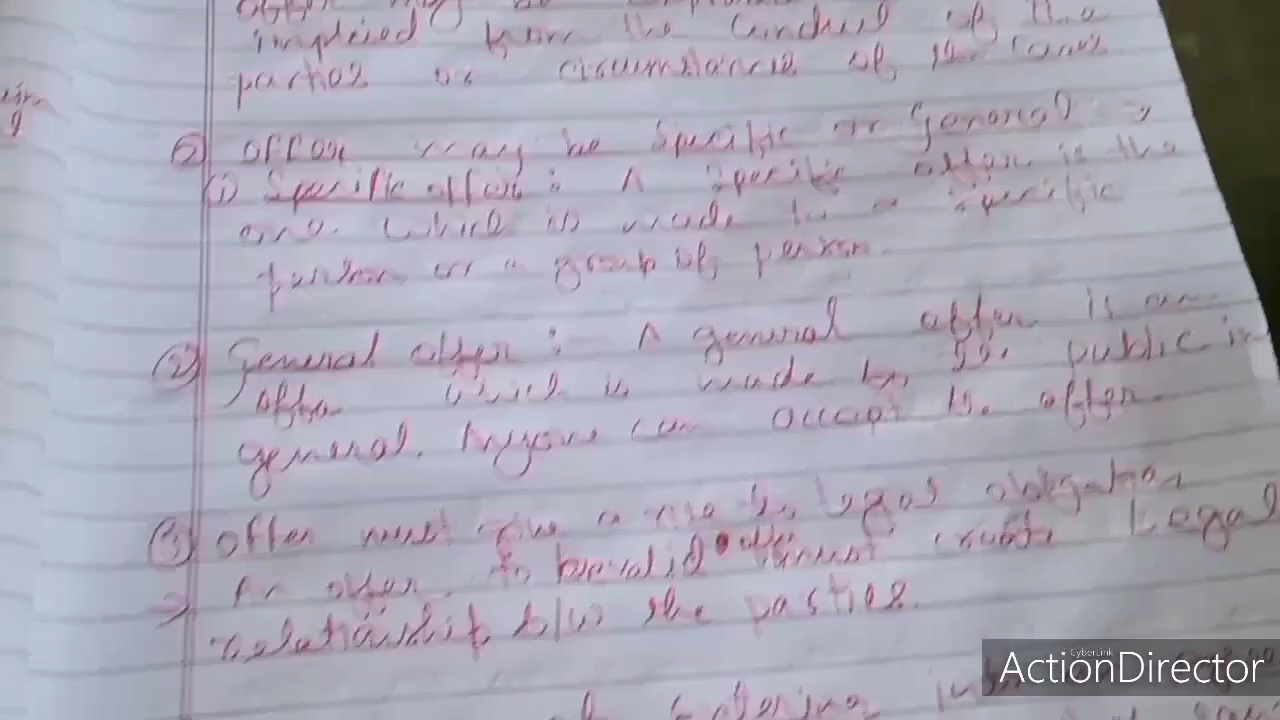 implied from the conduct of the
parties or circumstances of the case
② offer may be specific or general →
(i) Specific offer :- A specific offer is the
one which is made to a specific
person or a group of person.
② General offer :- A general offer is an
offer which is made to the public in
general. Anyone can accept the offer
③ offer must give a rise to legal obligation
→ An offer to be valid offer must create Legal
relationship b/w the parties.
CyberLink
ActionDirector